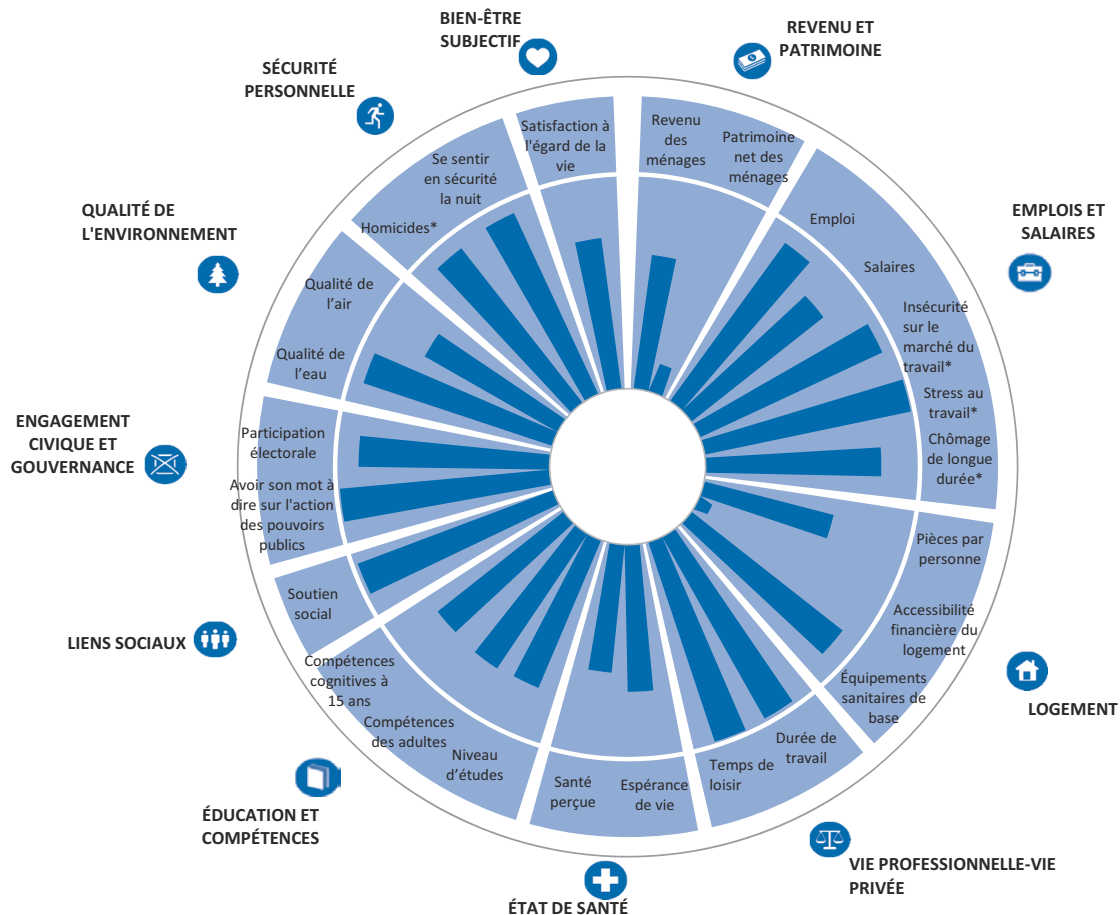 BIEN-ÊTRE
SUBJECTIF
REVENU ET
PATRIMOINE
SÉCURITÉ
PERSONNELLE
Satisfaction à
l'égard de la
vie
Revenu
des
ménages
Patrimoine
net des
ménages
Se sentir
en sécurité
la nuit
Homicides*
QUALITÉ DE
L'ENVIRONNEMENT
EMPLOIS ET
SALAIRES
Emploi
Salaires
Insécurité
sur le
marché du
travail*
Stress au
travail*
Chômage
de longue
durée*
Qualité de
l’air
Qualité de
l’eau
ENGAGEMENT
CIVIQUE ET
GOUVERNANCE
Participation
électorale
Avoir son mot à
dire sur l'action
des pouvoirs
publics
Pièces par
personne
Accessibilité
financière du
logement
Équipements
sanitaires de
base
LOGEMENT
LIENS SOCIAUX
Soutien
social
Compétences
cognitives à
15 ans
Compétences
des adultes
Niveau
d’études
Santé
perçue
Espérance
de vie
Temps de
loisir
Durée de
travail
ÉDUCATION ET
COMPÉTENCES
VIE PROFESSIONNELLE-VIE
PRIVÉE
ÉTAT DE SANTÉ